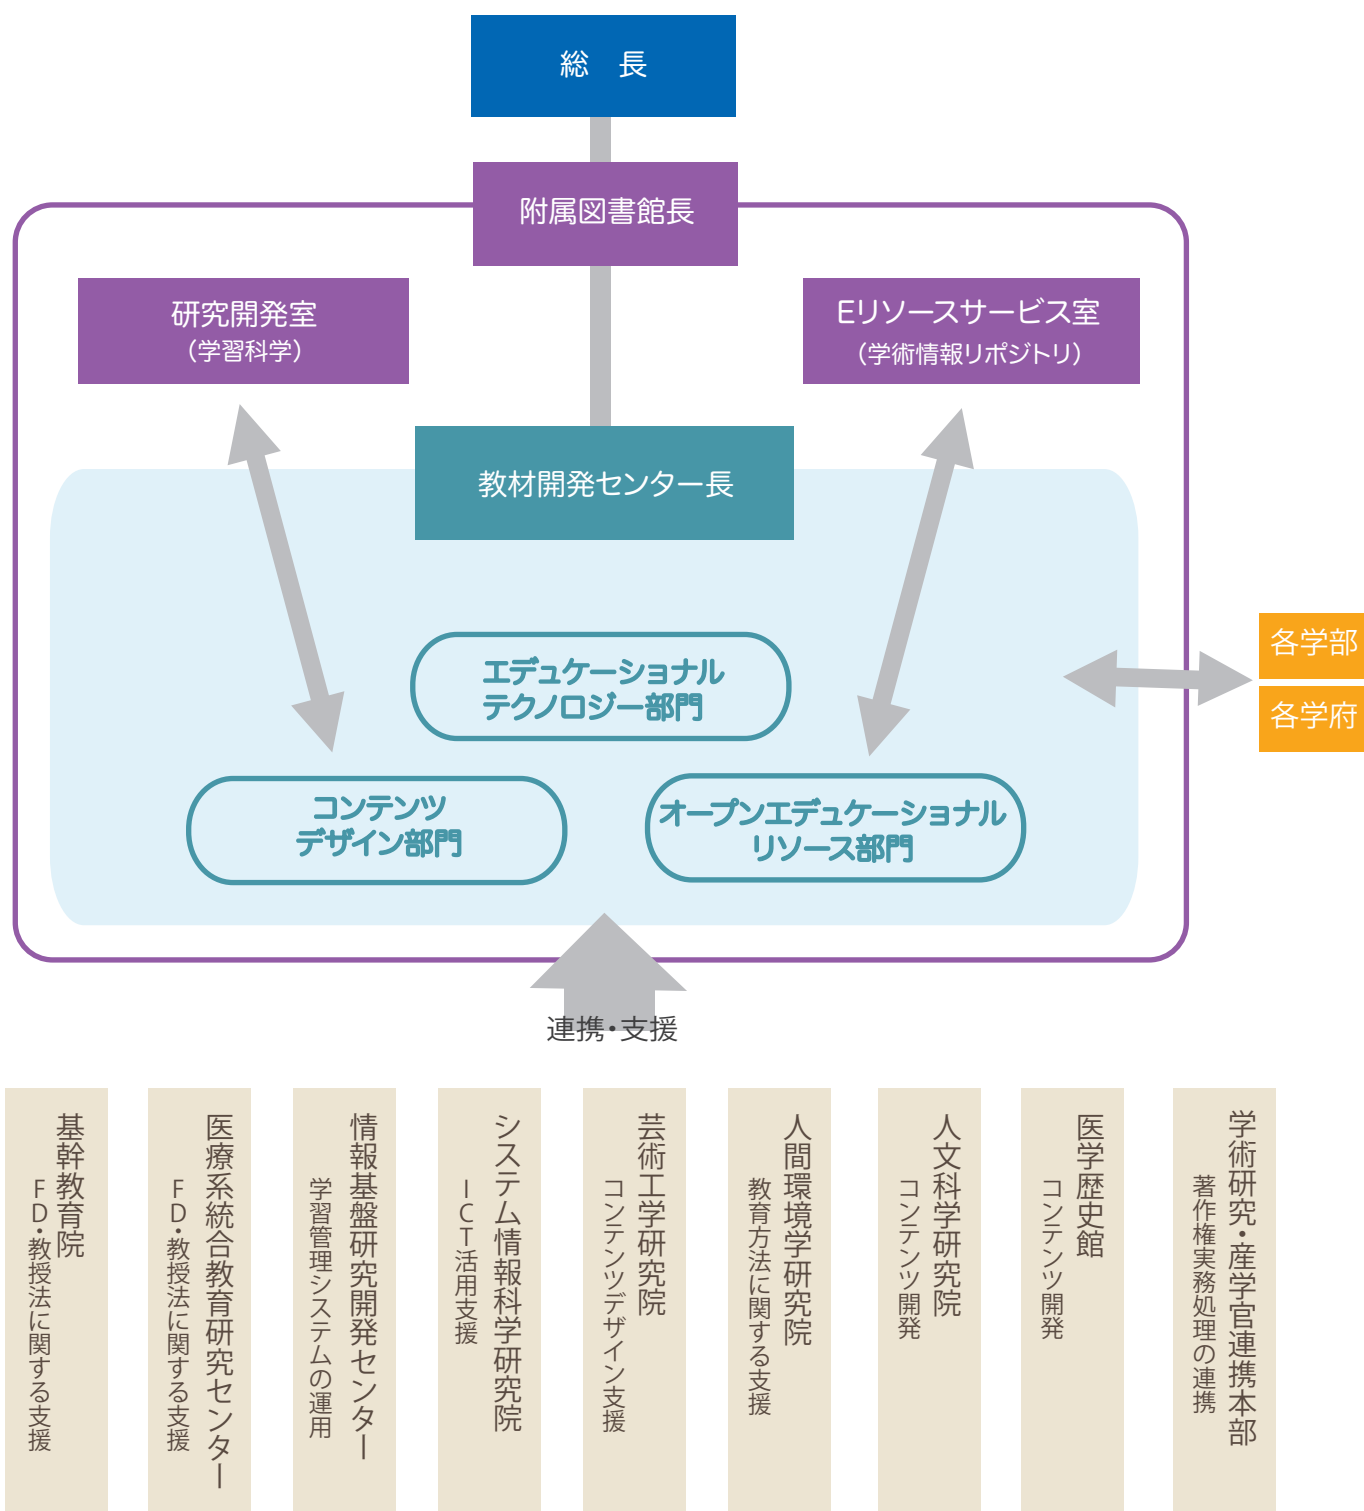 総　長
附属図書館長
研究開発室
（学習科学）
Eリソースサービス室
（学術情報リポジトリ）
教材開発センター長
エデュケーショナル
テクノロジー部門
コンテンツ
デザイン部門
オープンエデュケーショナル
リソース部門
各学部
各学府
連携・支援
基幹教育院
FD・教授法に関する支援
医療系統合教育研究センター
FD・教授法に関する支援
情報基盤研究開発センター
学習管理システムの運用
システム情報科学研究院
ICT活用支援
芸術工学研究院
コンテンツデザイン支援
人間環境学研究院
教育方法に関する支援
人文科学研究院
コンテンツ開発
医学歴史館
コンテンツ開発
学術研究・産学官連携本部
著作権実務処理の連携